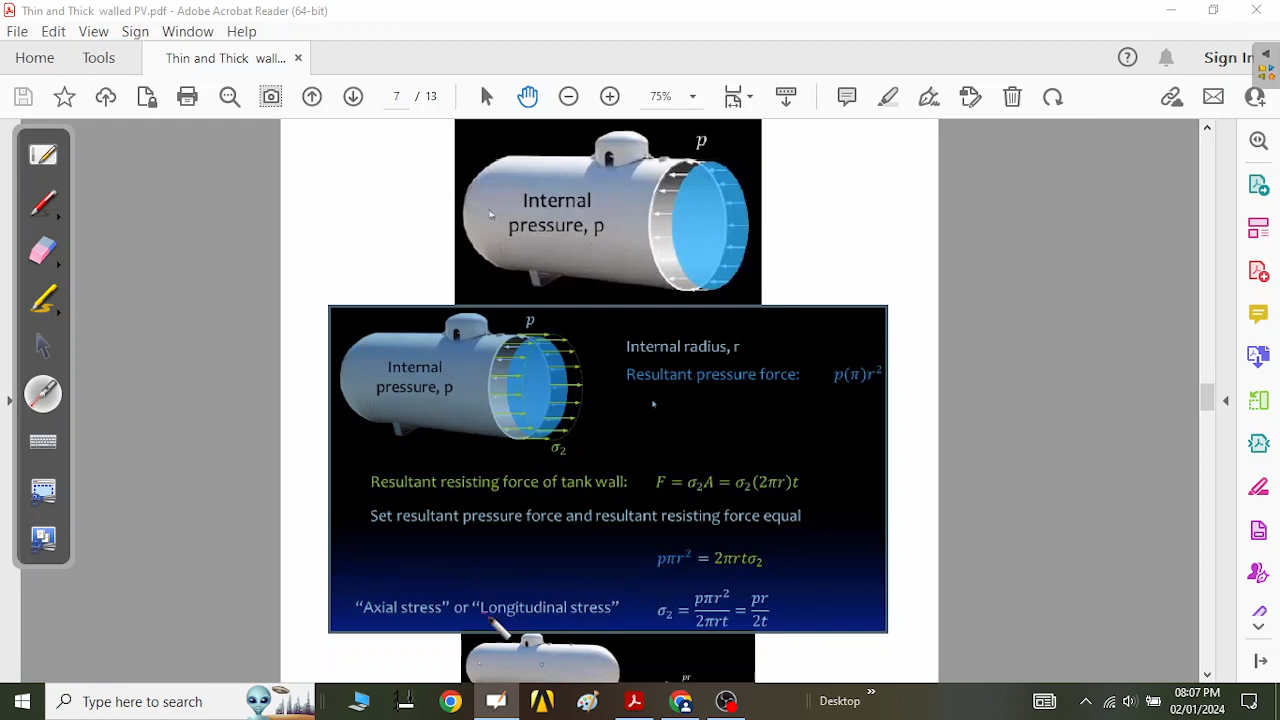 Thin and Thick  walled PV.pdf - Adobe Acrobat Reader (64-bit)
File Edit View Sign Window Help
Home Tools Thin and Thick  wall... × Sign In
7 / 13 75%
p
Internal
pressure, p
p
Internal radius, r
Internal
pressure, p
Resultant pressure force: p(π)r²
σ₂
Resultant resisting force of tank wall: F = σ₂A = σ₂(2πr)t
Set resultant pressure force and resultant resisting force equal
pπr² = 2πrtσ₂
"Axial stress" or "Longitudinal stress" σ₂ = pπr²/2πrt = pr/2t
pr
Type here to search Desktop » 08:07 PM
02/01/2024